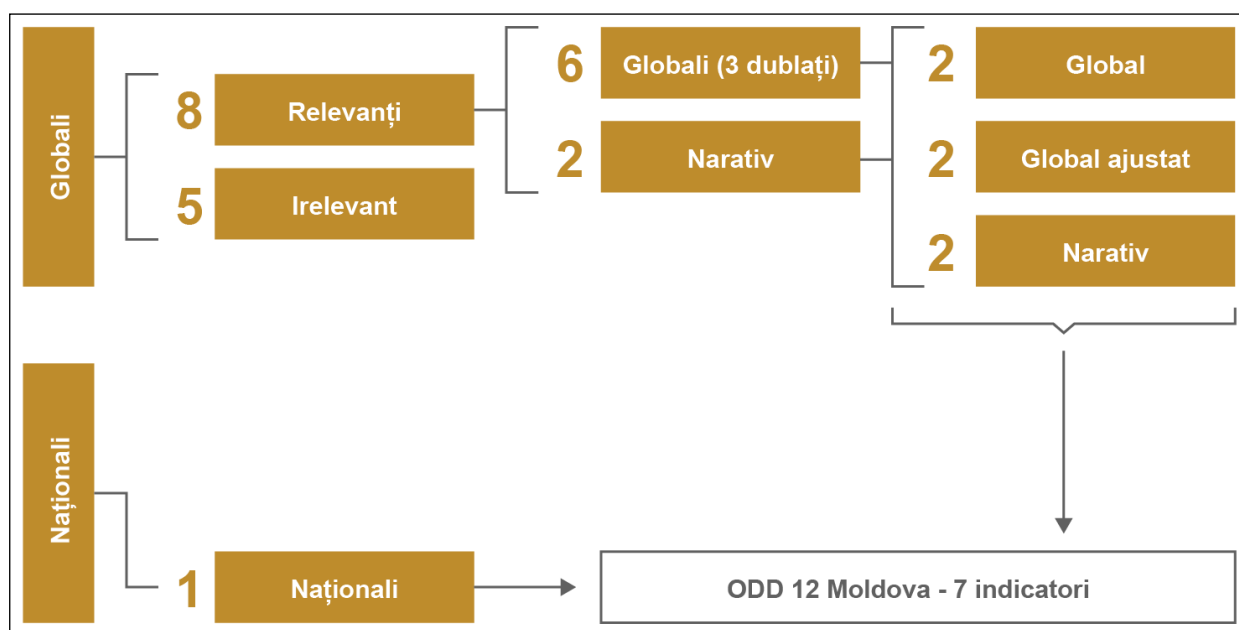 Globali
8
Relevanți
5
Irelevant
6
Globali (3 dublați)
2
Narativ
2
Global
2
Global ajustat
2
Narativ
Naționali
1
Naționali
ODD 12 Moldova - 7 indicatori